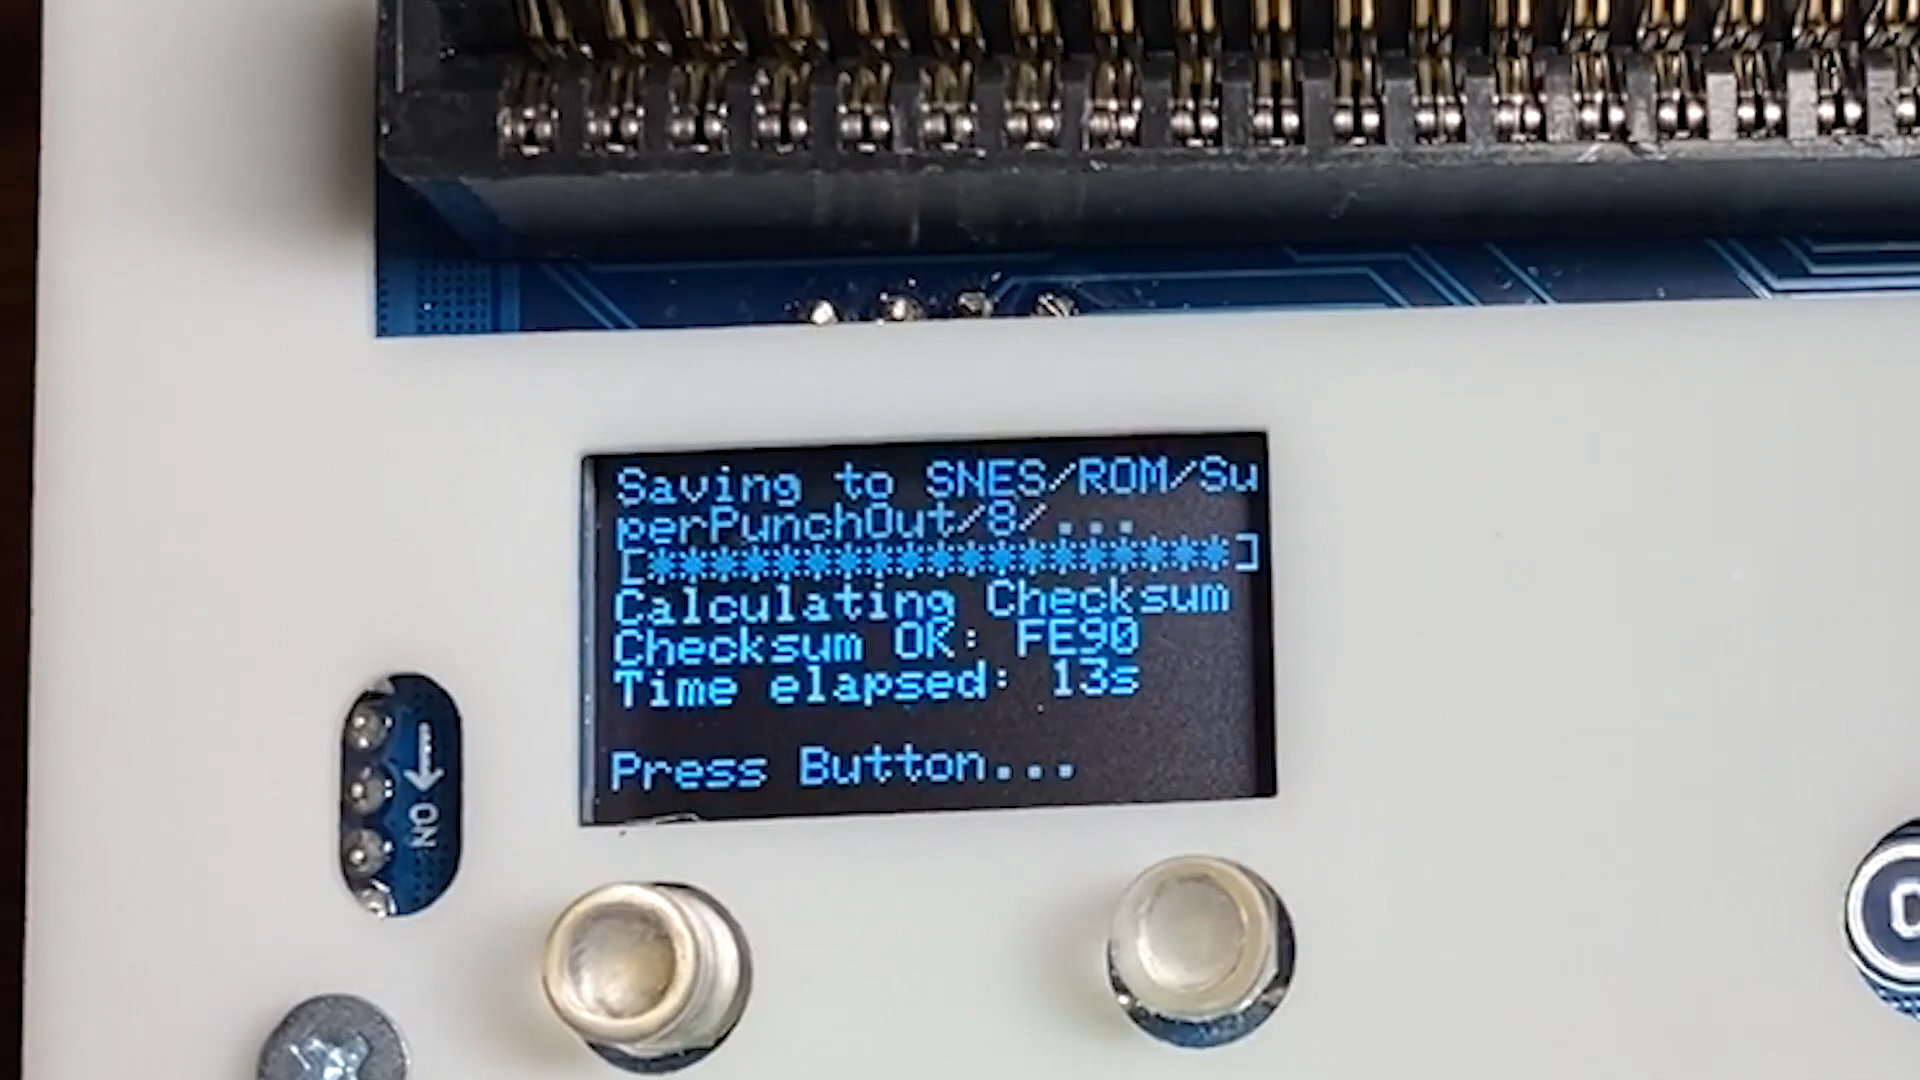 Saving to SNES/ROM/Su
perPunchOut/8/...
[*******************]
Calculating Checksum
Checksum OK: FE90
Time elapsed: 13s
Press Button...
ON